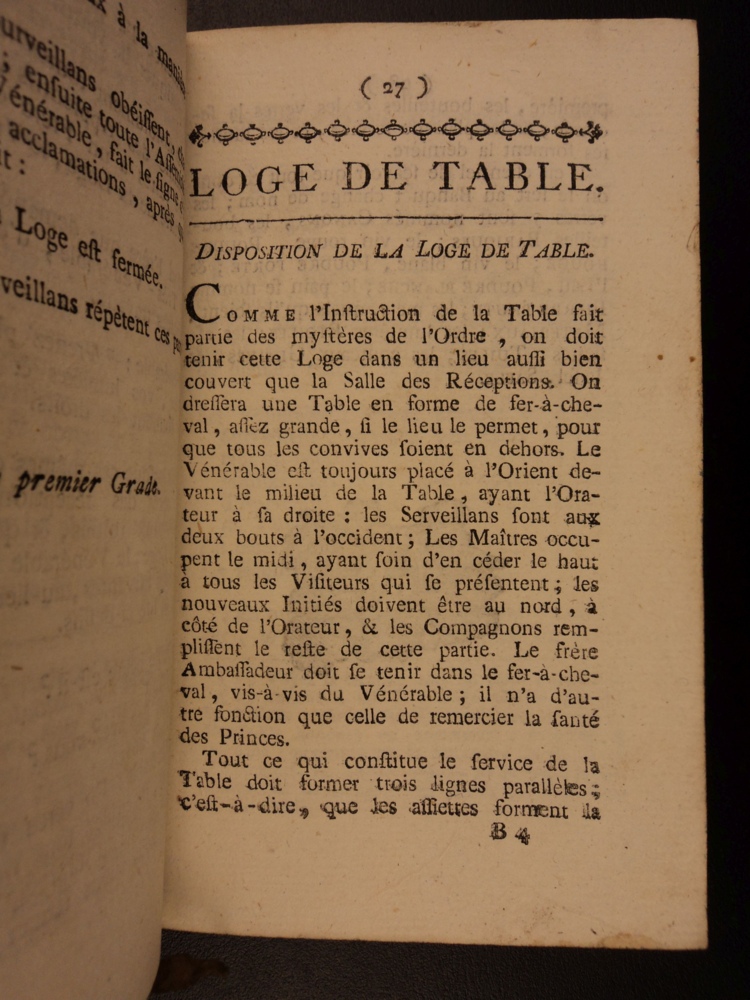 à la
urveillans obéissent,
; enſuite toute l'Aſſem
Vénérable, fait le ſigne
acclamations, après
t :
Loge eſt fermée.
veillans répètent ces
premier Grade.
( 27 )
LOGE DE TABLE.
DISPOSITION DE LA LOGE DE TABLE.
COMME l'Inſtruction de la Table fait
partie des myſtères de l'Ordre , on doit
tenir cette Loge dans un lieu auſſi bien
couvert que la Salle des Réceptions. On
dreſſera une Table en forme de fer-à-che-
val , aſſez grande , ſi le lieu le permet, pour
que tous les convives ſoient en dehors. Le
Vénérable eſt toujours placé à l'Orient de-
vant le milieu de la Table , ayant l'Ora-
teur à ſa droite : les Serveillans ſont aux
deux bouts à l'occident ; Les Maîtres occu-
pent le midi , ayant ſoin d'en céder le haut
à tous les Viſiteurs qui ſe préſentent ; les
nouveaux Initiés doivent être au nord , à
côté de l'Orateur, & les Compagnons rem-
pliſſent le reſte de cette partie. Le frère
Ambaſſadeur doit ſe tenir dans le fer-à-che-
val , vis-à-vis du Vénérable ; il n'a d'au-
tre fonction que celle de remercier la ſanté
des Princes.
Tout ce qui conſtitue le ſervice de la
Table doit former trois lignes parallèles ;
c'eſt-à-dire, que les aſſiettes forment la
B 4